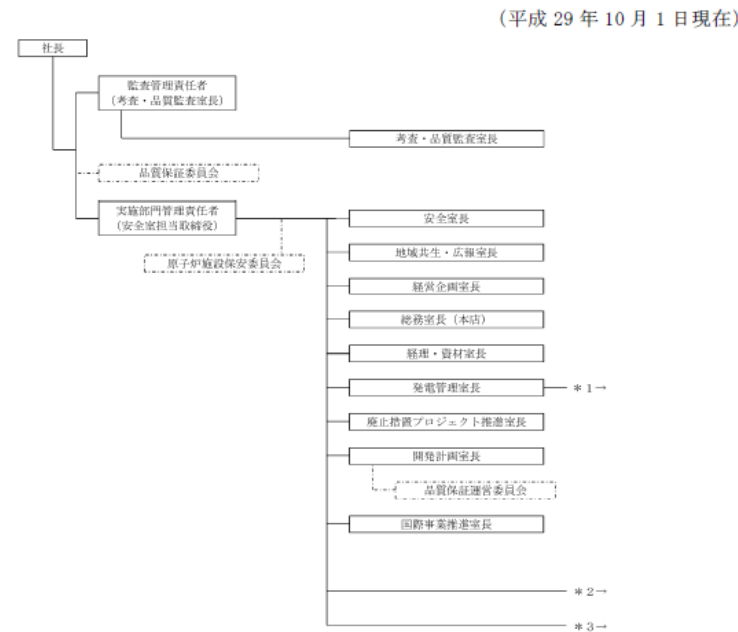 (平成 29 年 10 月 1 日現在)
社長
監査管理責任者
(考査・品質監査室長)
考査・品質監査室長
品質保証委員会
実施部門管理責任者
(安全室担当取締役)
安全室長
原子炉施設保安委員会
地域共生・広報室長
経営企画室長
総務室長(本店)
経理・資材室長
発電管理室長
*1→
廃止措置プロジェクト推進室長
開発計画室長
品質保証運営委員会
国際事業推進室長
*2→
*3→